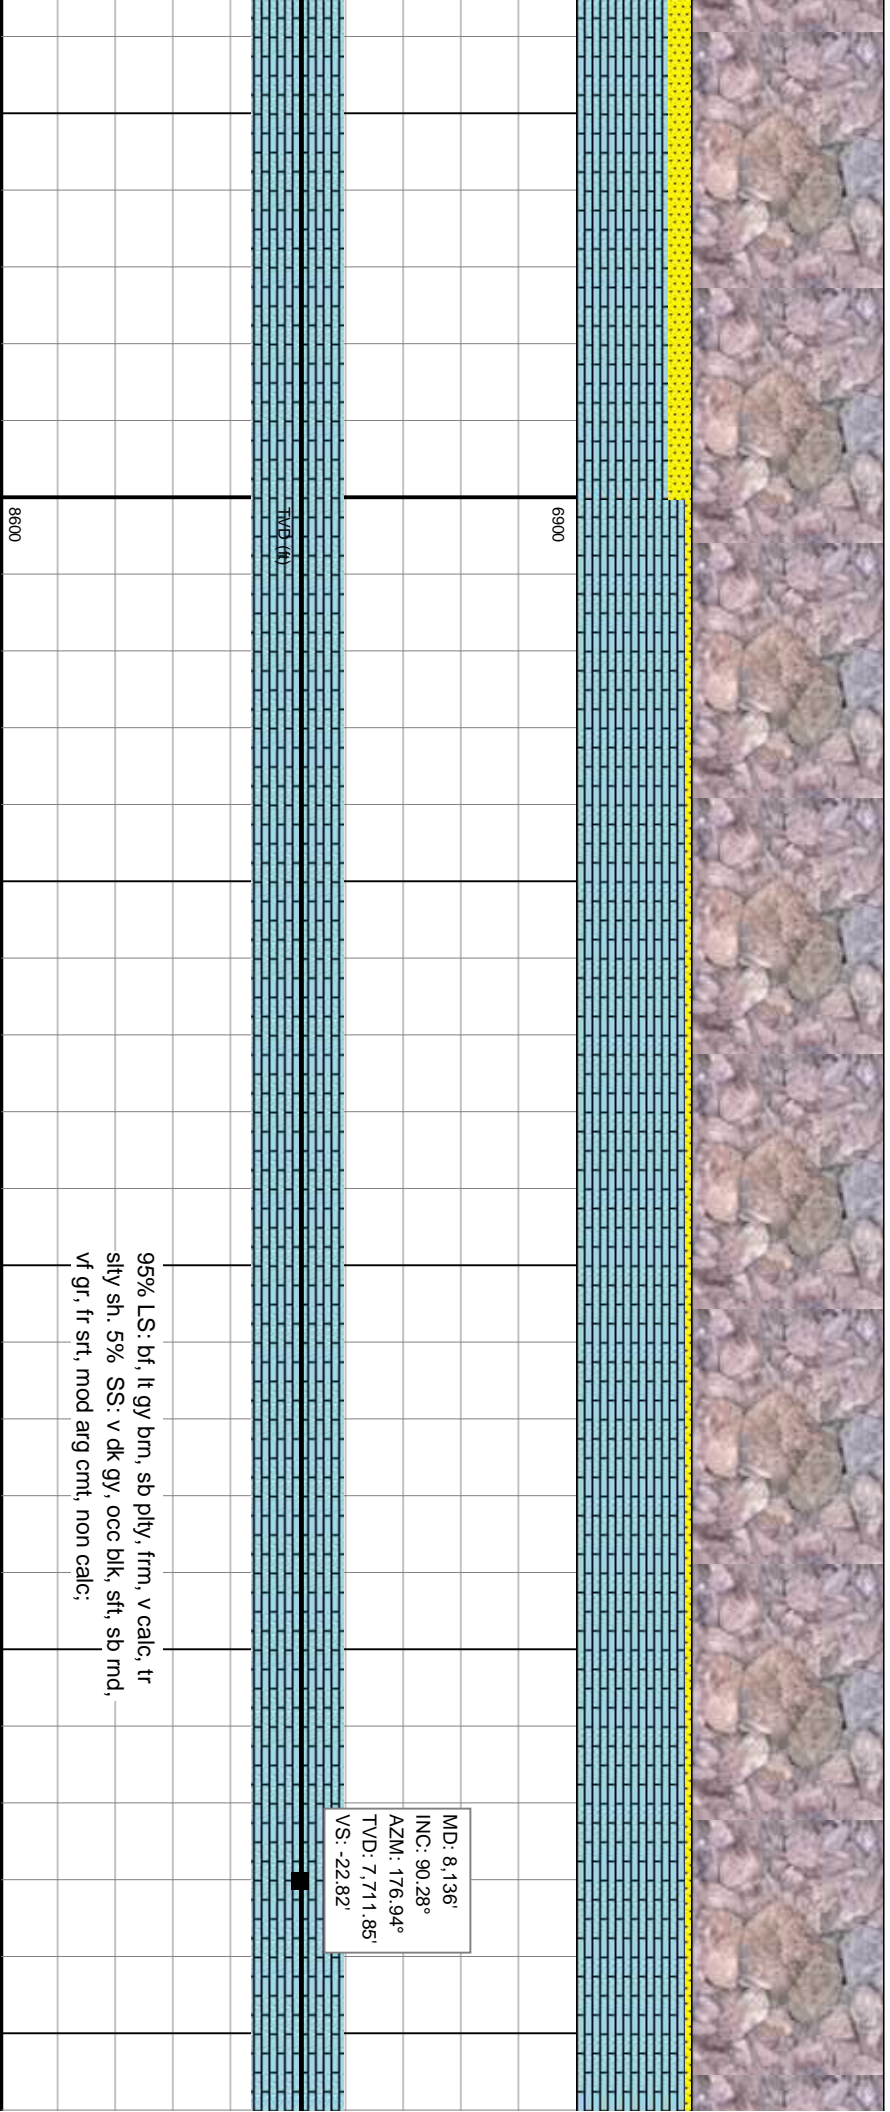 6900
TVD (ft)
8600
MD: 8,136'
INC: 90.28°
AZM: 176.94°
TVD: 7,711.85'
VS: -22.82'
95% LS: bf, lt gy brn, sb plty, frm, v calc, tr
slty sh. 5%  SS: v dk gy, occ blk, sft, sb rnd,
vf gr, fr srt, mod arg cmt, non calc;